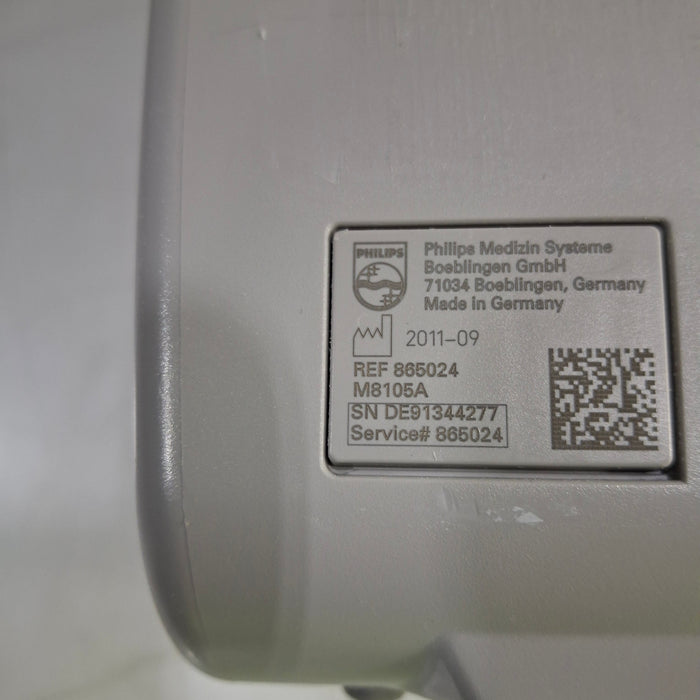 PHILIPS
Philips Medizin Systeme
Boeblingen GmbH
71034 Boeblingen, Germany
Made in Germany
2011-09
REF 865024
M8105A
SN DE91344277
Service# 865024